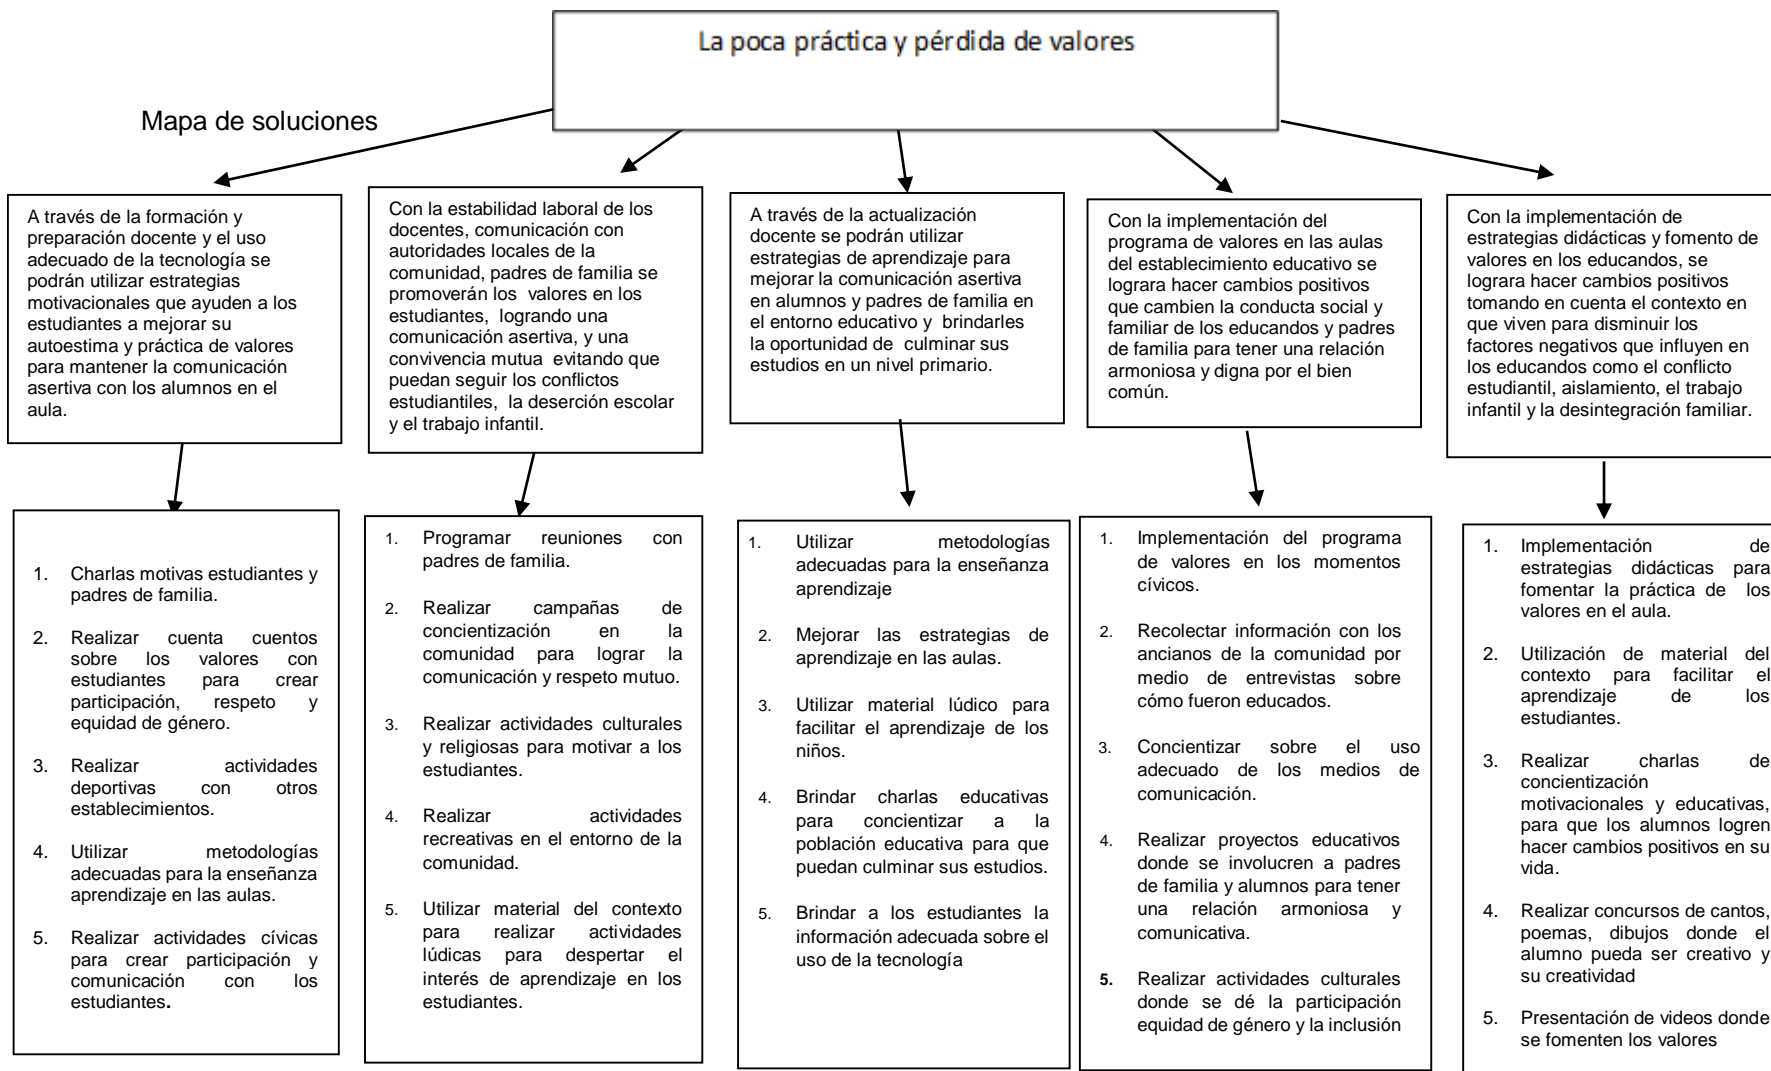 La poca práctica y pérdida de valores
Mapa de soluciones
A través de la formación y
preparación docente y el uso
adecuado de la tecnología se
podrán utilizar estrategias
motivacionales que ayuden a los
estudiantes a mejorar su
autoestima y práctica de valores
para mantener la comunicación
asertiva con los alumnos en el
aula.
Con la estabilidad laboral de los
docentes, comunicación con
autoridades locales de la
comunidad, padres de familia se
promoverán los valores en los
estudiantes, logrando una
comunicación asertiva, y una
convivencia mutua evitando que
puedan seguir los conflictos
estudiantiles, la deserción escolar
y el trabajo infantil.
A través de la actualización
docente se podrán utilizar
estrategias de aprendizaje para
mejorar la comunicación asertiva
en alumnos y padres de familia en
el entorno educativo y brindarles
la oportunidad de culminar sus
estudios en un nivel primario.
Con la implementación del
programa de valores en las aulas
del establecimiento educativo se
lograra hacer cambios positivos
que cambien la conducta social y
familiar de los educandos y padres
de familia para tener una relación
armoniosa y digna por el bien
común.
Con la implementación de
estrategias didácticas y fomento de
valores en los educandos, se
lograra hacer cambios positivos
tomando en cuenta el contexto en
que viven para disminuir los
factores negativos que influyen en
los educandos como el conflicto
estudiantil, aislamiento, el trabajo
infantil y la desintegración familiar.
1. Charlas motivas estudiantes y
padres de familia.
2. Realizar cuenta cuentos
sobre los valores con
estudiantes para crear
participación, respeto y
equidad de género.
3. Realizar actividades
deportivas con otros
establecimientos.
4. Utilizar metodologías
adecuadas para la enseñanza
aprendizaje en las aulas.
5. Realizar actividades cívicas
para crear participación y
comunicación con los
estudiantes.
1. Programar reuniones con
padres de familia.
2. Realizar campañas de
concientización en la
comunidad para lograr la
comunicación y respeto mutuo.
3. Realizar actividades culturales
y religiosas para motivar a los
estudiantes.
4. Realizar actividades
recreativas en el entorno de la
comunidad.
5. Utilizar material del contexto
para realizar actividades
lúdicas para despertar el
interés de aprendizaje en los
estudiantes.
1. Utilizar metodologías
adecuadas para la enseñanza
aprendizaje
2. Mejorar las estrategias de
aprendizaje en las aulas.
3. Utilizar material lúdico para
facilitar el aprendizaje de los
niños.
4. Brindar charlas educativas
para concientizar a la
población educativa para que
puedan culminar sus estudios.
5. Brindar a los estudiantes la
información adecuada sobre el
uso de la tecnología
1. Implementación del programa
de valores en los momentos
cívicos.
2. Recolectar información con los
ancianos de la comunidad por
medio de entrevistas sobre
cómo fueron educados.
3. Concientizar sobre el uso
adecuado de los medios de
comunicación.
4. Realizar proyectos educativos
donde se involucren a padres
de familia y alumnos para tener
una relación armoniosa y
comunicativa.
5. Realizar actividades culturales
donde se dé la participación
equidad de género y la inclusión
1. Implementación de
estrategias didácticas para
fomentar la práctica de los
valores en el aula.
2. Utilización de material del
contexto para facilitar el
aprendizaje de los
estudiantes.
3. Realizar charlas de
concientización
motivacionales y educativas,
para que los alumnos logren
hacer cambios positivos en su
vida.
4. Realizar concursos de cantos,
poemas, dibujos donde el
alumno pueda ser creativo y
su creatividad
5. Presentación de videos donde
se fomenten los valores